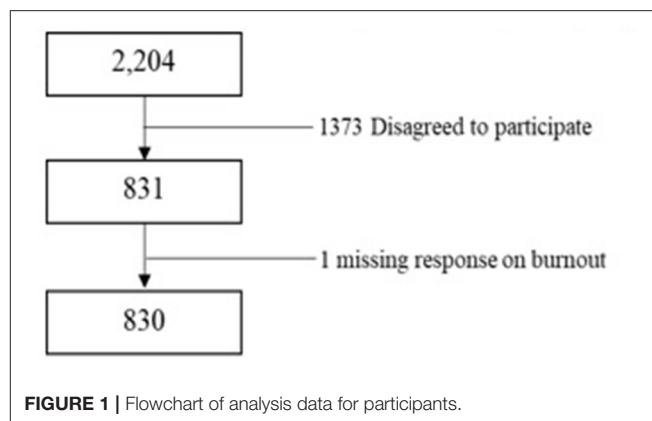 2,204
1373 Disagreed to participate
831
1 missing response on burnout
830
FIGURE 1 | Flowchart of analysis data for participants.